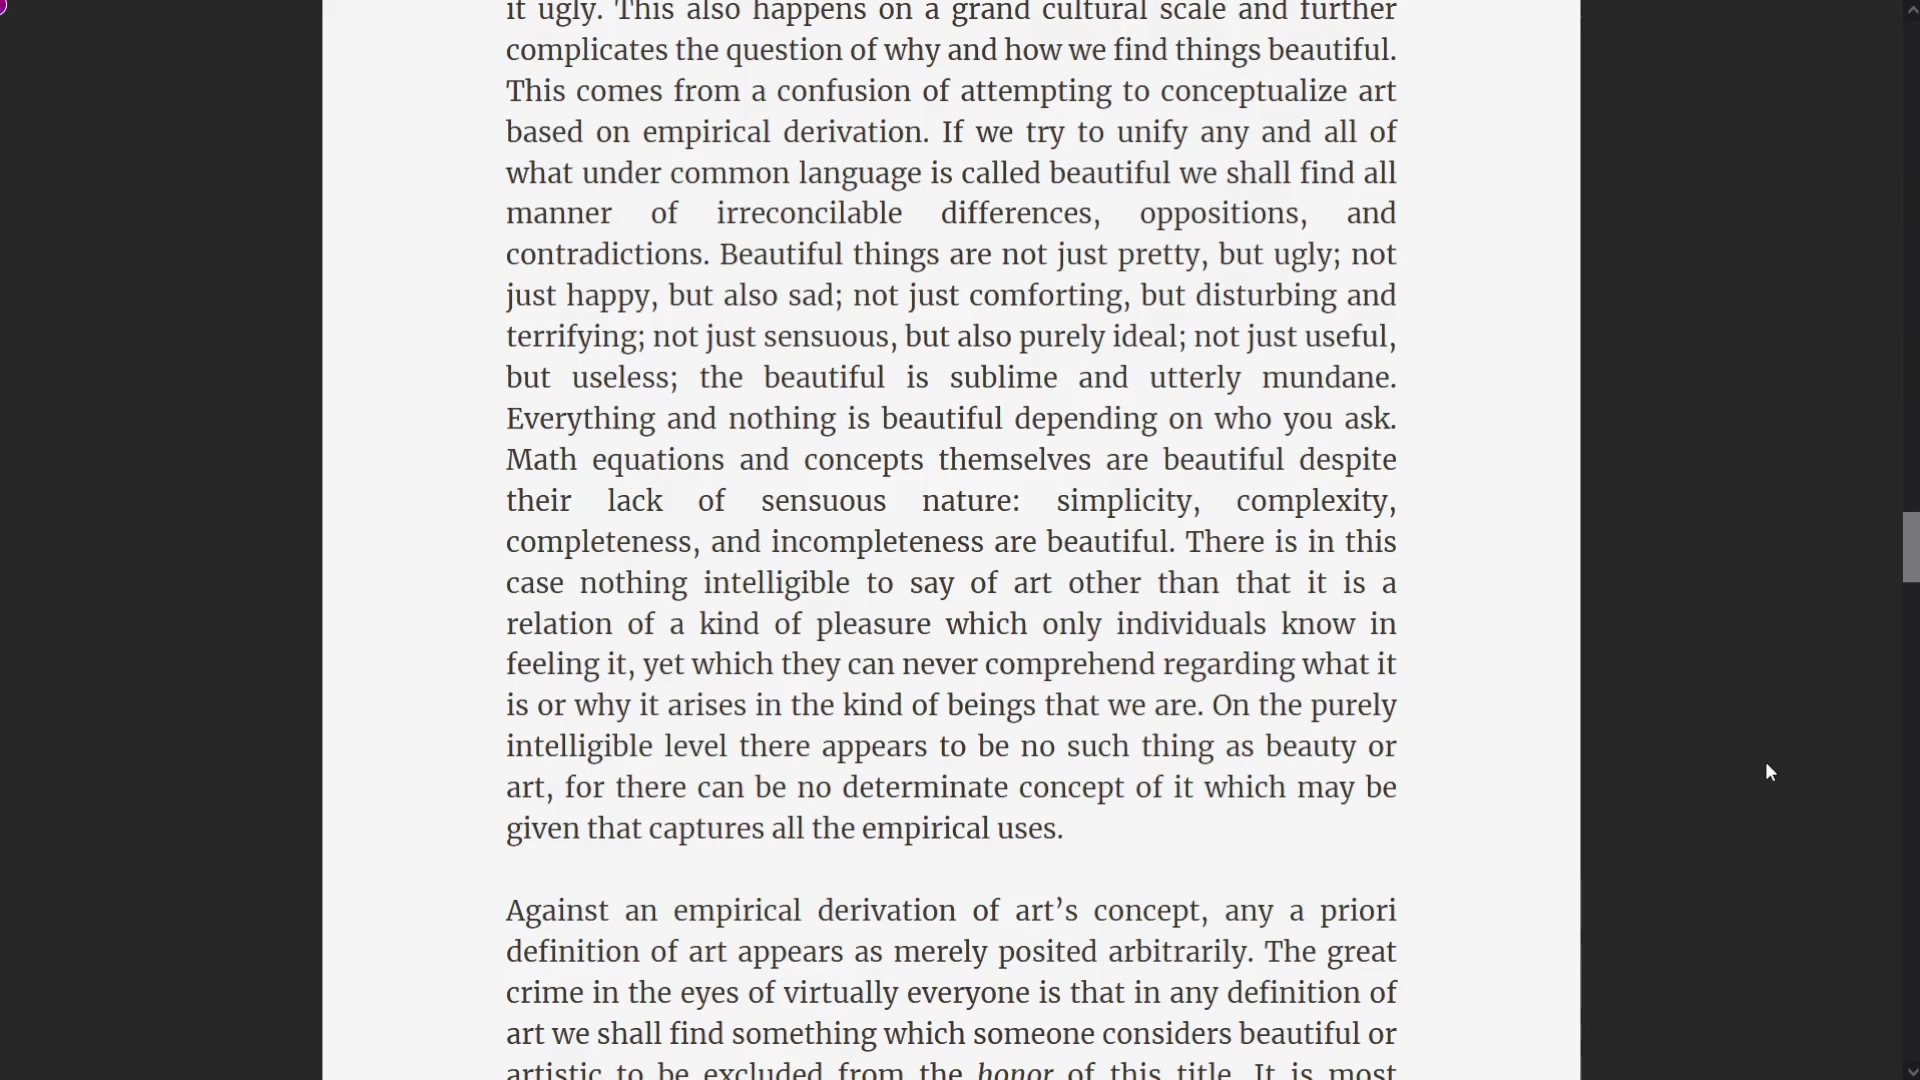 it ugly. This also happens on a grand cultural scale and further
complicates the question of why and how we find things beautiful.
This comes from a confusion of attempting to conceptualize art
based on empirical derivation. If we try to unify any and all of
what under common language is called beautiful we shall find all
manner of irreconcilable differences, oppositions, and
contradictions. Beautiful things are not just pretty, but ugly; not
just happy, but also sad; not just comforting, but disturbing and
terrifying; not just sensuous, but also purely ideal; not just useful,
but useless; the beautiful is sublime and utterly mundane.
Everything and nothing is beautiful depending on who you ask.
Math equations and concepts themselves are beautiful despite
their lack of sensuous nature: simplicity, complexity,
completeness, and incompleteness are beautiful. There is in this
case nothing intelligible to say of art other than that it is a
relation of a kind of pleasure which only individuals know in
feeling it, yet which they can never comprehend regarding what it
is or why it arises in the kind of beings that we are. On the purely
intelligible level there appears to be no such thing as beauty or
art, for there can be no determinate concept of it which may be
given that captures all the empirical uses.
Against an empirical derivation of art’s concept, any a priori
definition of art appears as merely posited arbitrarily. The great
crime in the eyes of virtually everyone is that in any definition of
art we shall find something which someone considers beautiful or
artistic to be excluded from the honor of this title. It is most